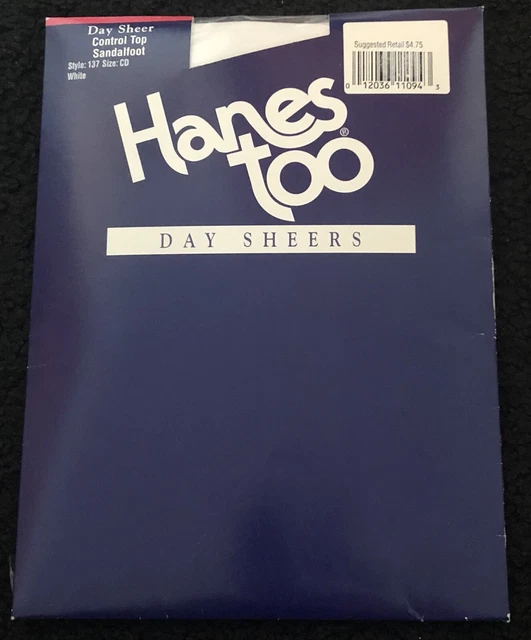 Day Sheer
Control Top
Sandalfoot
Style: 137 Size: CD
White
Suggested Retail $4.75
0 12036 11094 3
Hanes
too®
DAY SHEERS